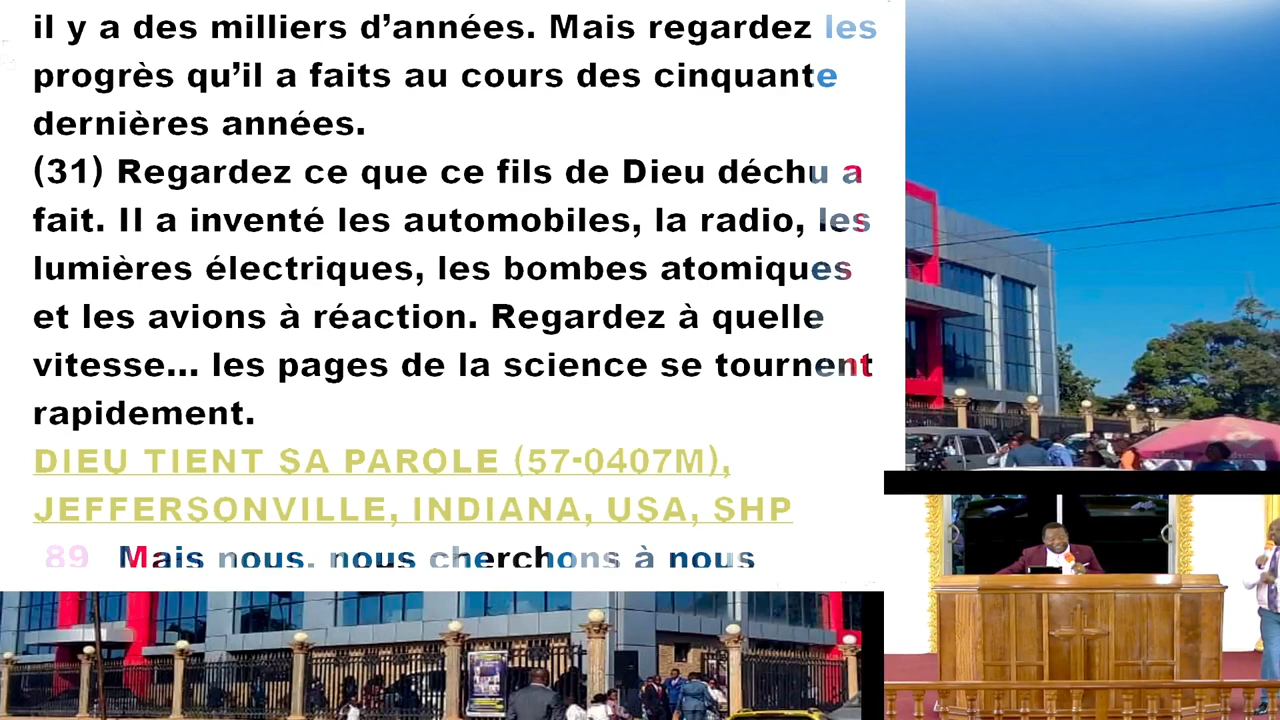 il y a des milliers d’années. Mais regardez les
progrès qu’il a faits au cours des cinquante
dernières années.
(31) Regardez ce que ce fils de Dieu déchu a
fait. Il a inventé les automobiles, la radio, les
lumières électriques, les bombes atomiques
et les avions à réaction. Regardez à quelle
vitesse... les pages de la science se tournent
rapidement.
DIEU TIENT SA PAROLE (57-0407M),
JEFFERSONVILLE, INDIANA, USA, SHP
89 Mais nous, nous cherchons à nous